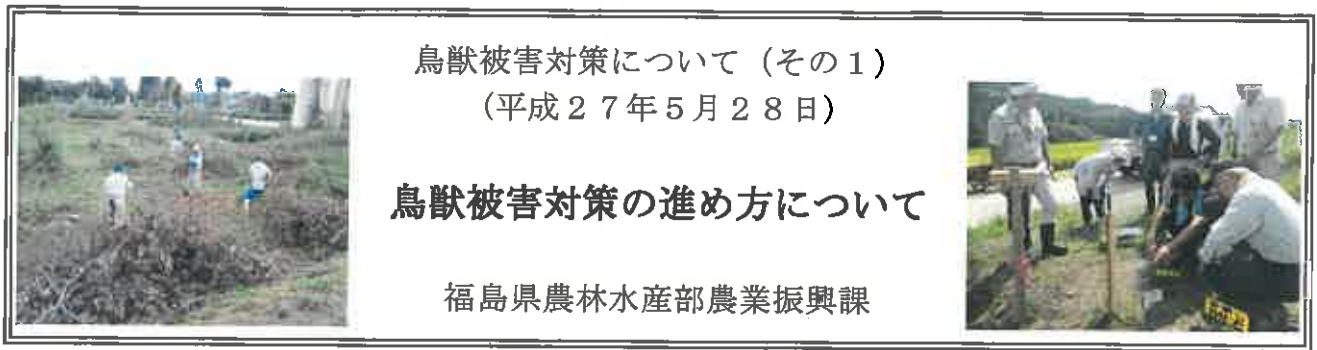 鳥獣被害対策について（その１）
（平成２７年５月２８日）
鳥獣被害対策の進め方について
福島県農林水産部農業振興課